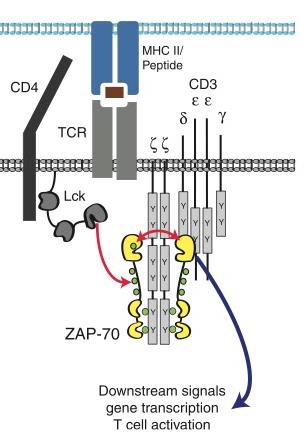 MHC II/
Peptide
CD4
CD3
ε ε
δ γ
TCR
ζ ζ
Lck
Y Y Y Y Y
Y Y Y Y Y
Y Y
Y Y
Y Y
Y Y
ZAP-70
Downstream signals
gene transcription
T cell activation